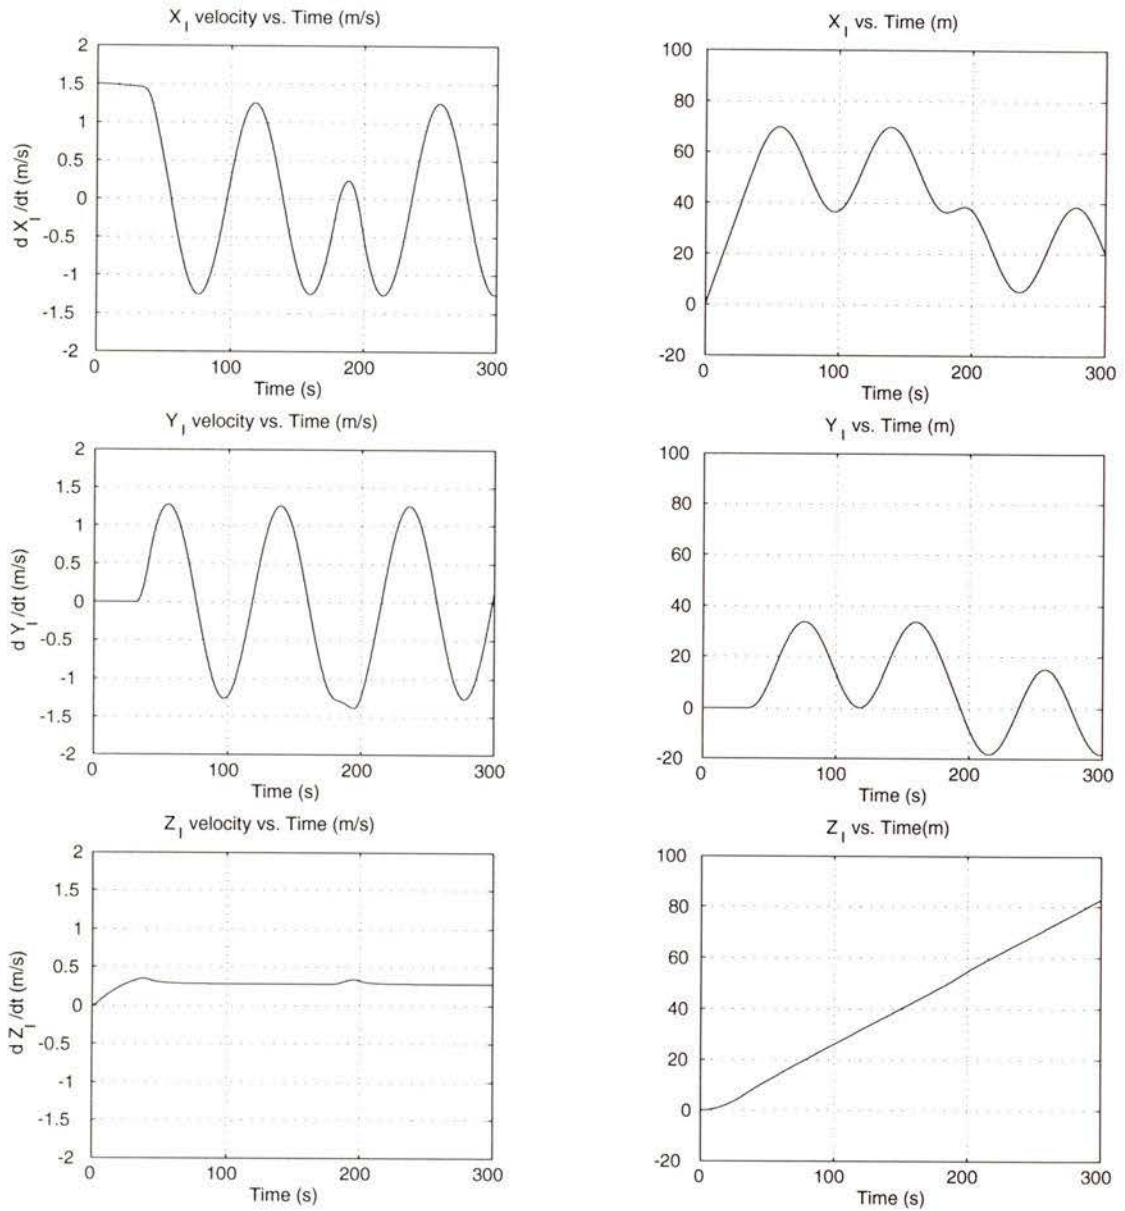 X_I velocity vs. Time (m/s)
2
1.5
1
0.5
0
-0.5
-1
-1.5
-2
d X_I/dt (m/s)
0 100 200 300
Time (s)
X_I vs. Time (m)
100
80
60
40
20
0
-20
0 100 200 300
Time (s)
Y_I velocity vs. Time (m/s)
2
1.5
1
0.5
0
-0.5
-1
-1.5
-2
d Y_I/dt (m/s)
0 100 200 300
Time (s)
Y_I vs. Time (m)
100
80
60
40
20
0
-20
0 100 200 300
Time (s)
Z_I velocity vs. Time (m/s)
2
1.5
1
0.5
0
-0.5
-1
-1.5
-2
d Z_I/dt (m/s)
0 100 200 300
Time (s)
Z_I vs. Time(m)
100
80
60
40
20
0
-20
0 100 200 300
Time (s)